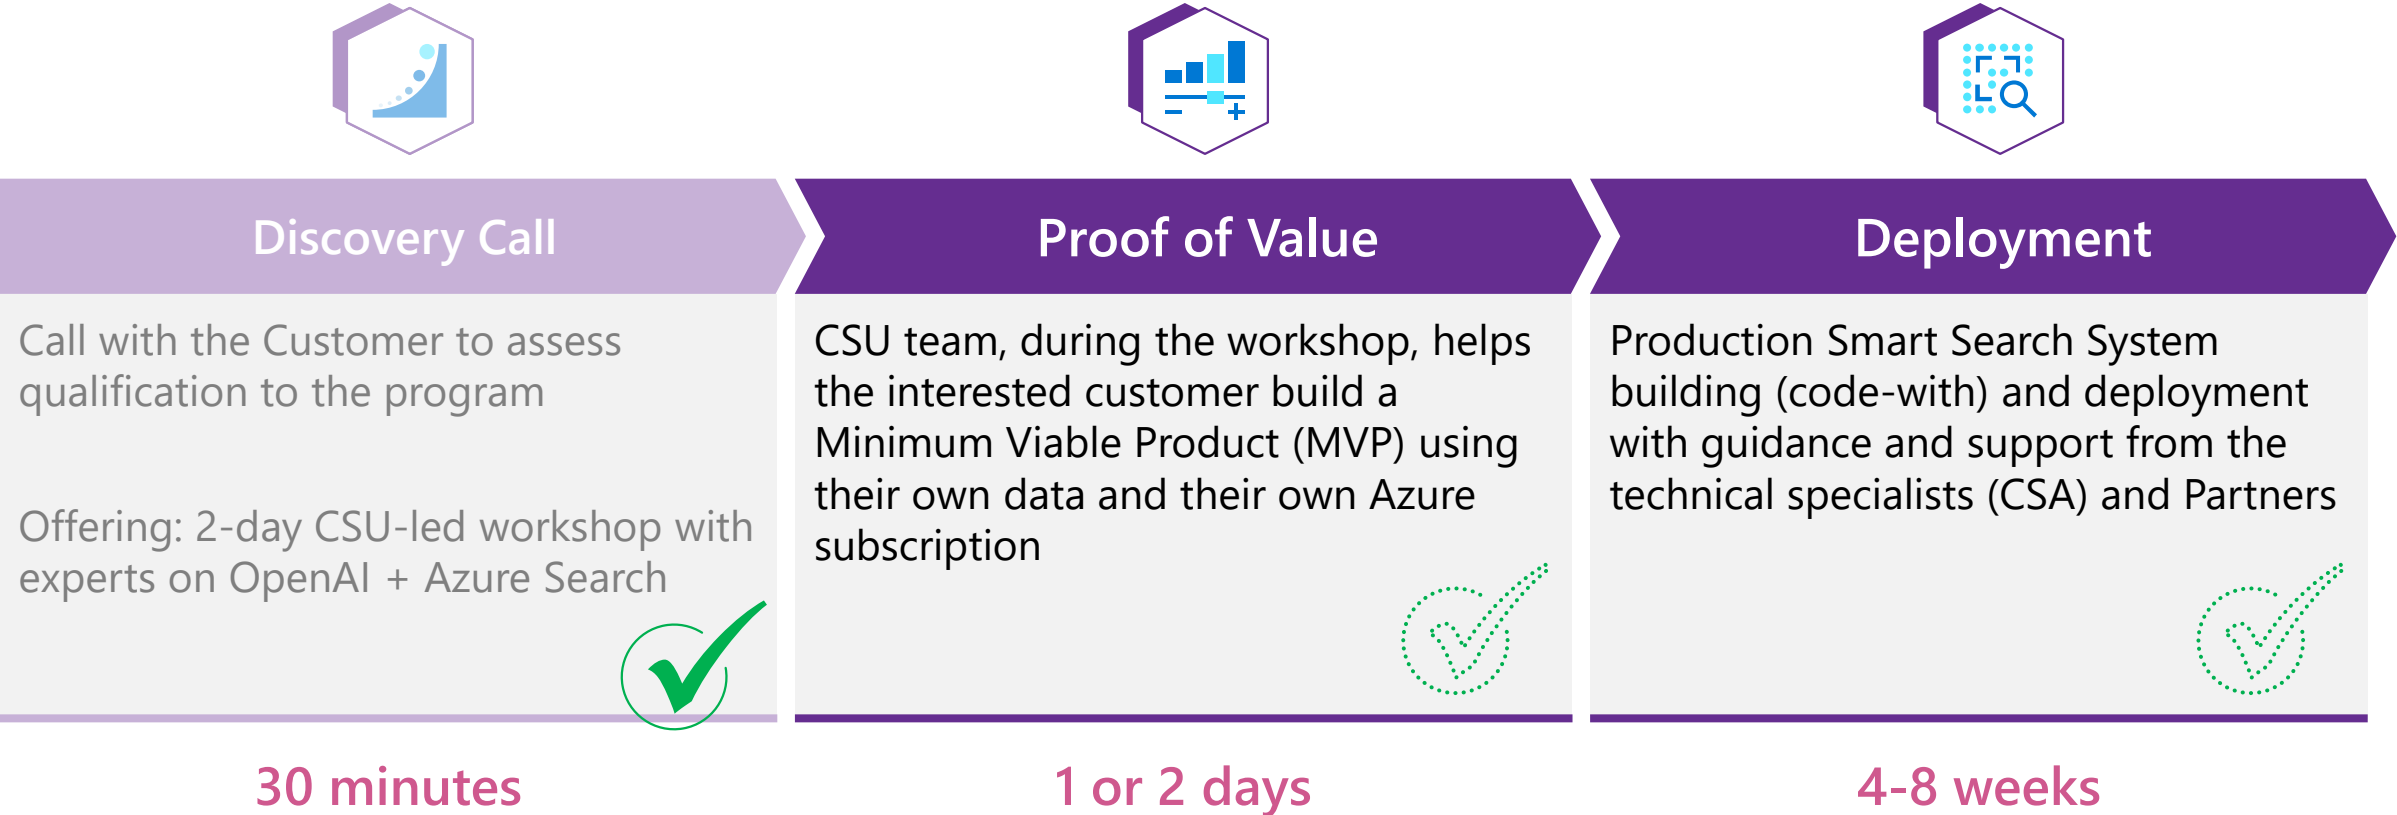 Discovery Call
Call with the Customer to assess
qualification to the program
Offering: 2-day CSU-led workshop with
experts on OpenAI + Azure Search
30 minutes
Proof of Value
CSU team, during the workshop, helps
the interested customer build a
Minimum Viable Product (MVP) using
their own data and their own Azure
subscription
1 or 2 days
Deployment
Production Smart Search System
building (code-with) and deployment
with guidance and support from the
technical specialists (CSA) and Partners
4-8 weeks